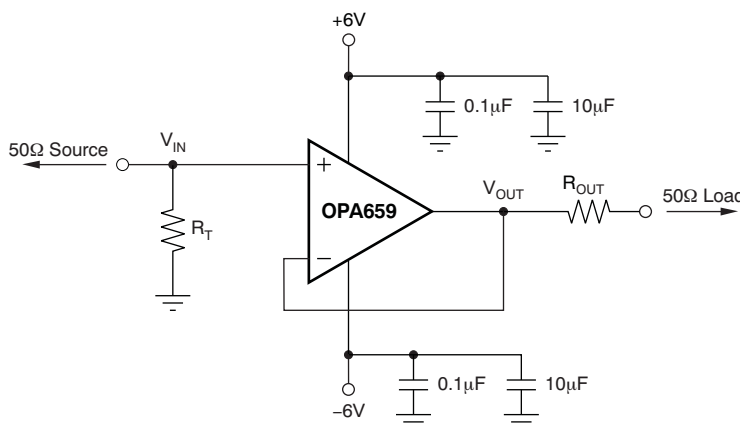 +6V
0.1μF
10μF
50Ω Source
V_IN
+
OPA659
V_OUT
R_OUT
50Ω Load
R_T
−
0.1μF
10μF
−6V